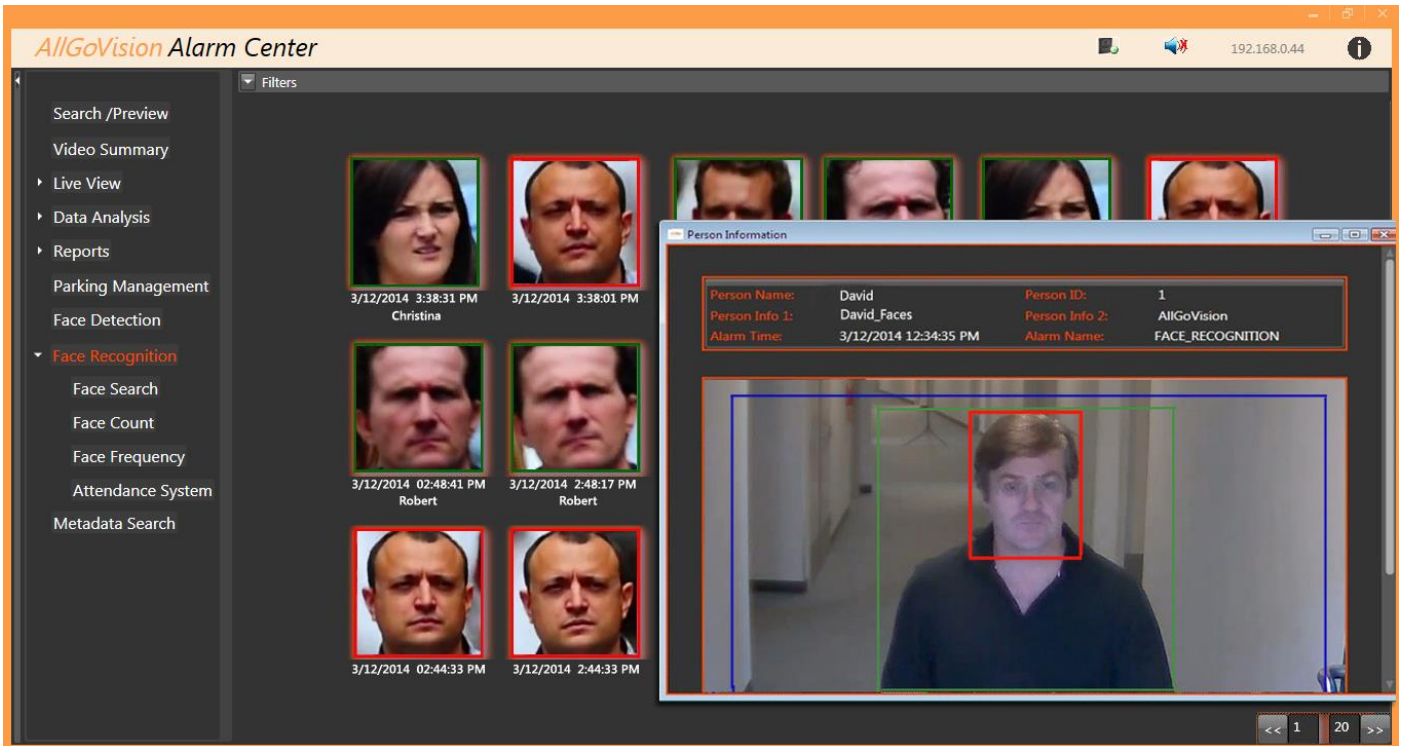 AllGoVision Alarm Center
192.168.0.44
Filters
Search /Preview
Video Summary
Live View
Data Analysis
Reports
Parking Management
Face Detection
Face Recognition
Face Search
Face Count
Face Frequency
Attendance System
Metadata Search
3/12/2014 3:38:31 PM
Christina
3/12/2014 3:38:01 PM
3/12/2014 02:48:41 PM
Robert
3/12/2014 2:48:17 PM
Robert
3/12/2014 02:44:33 PM
3/12/2014 2:44:33 PM
Person Information
Person Name: David Person ID: 1
Person Info 1: David_Faces Person Info 2: AllGoVision
Alarm Time: 3/12/2014 12:34:35 PM Alarm Name: FACE_RECOGNITION
<< 1 20 >>